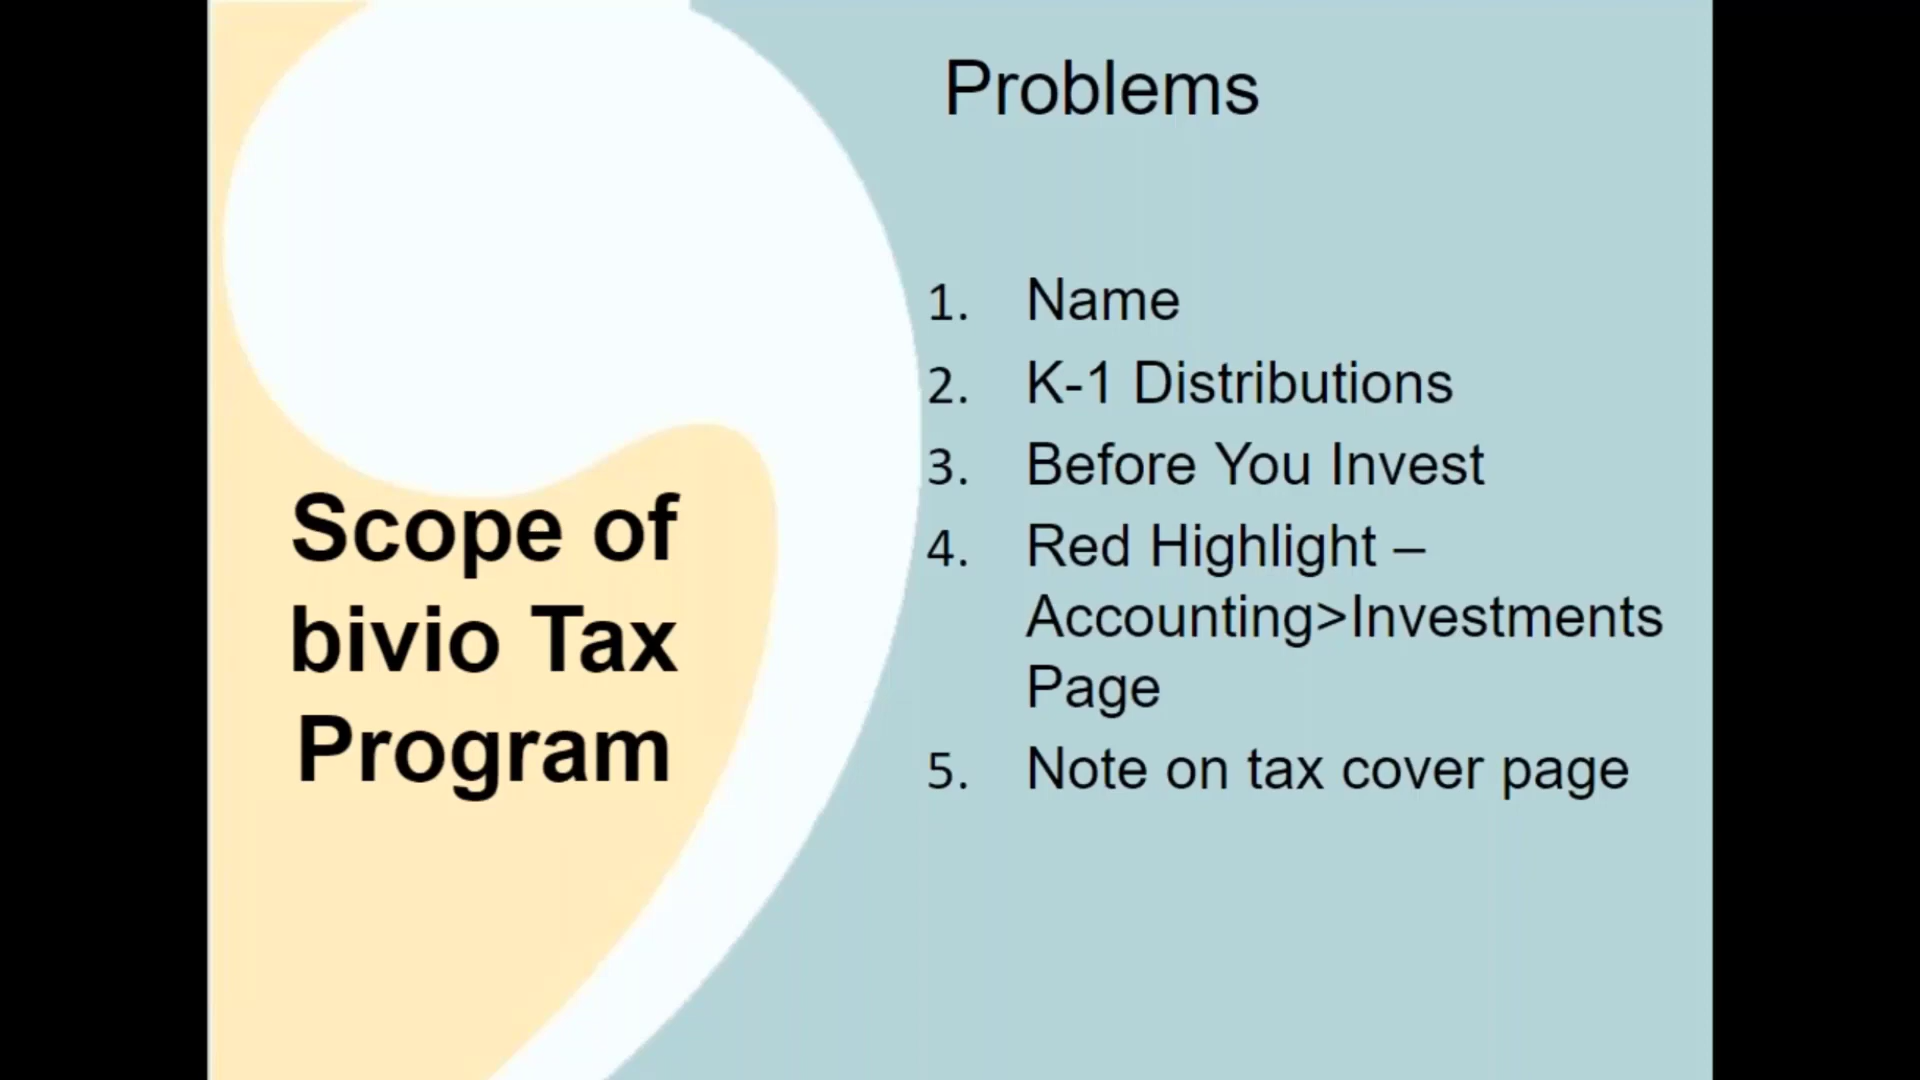 Scope of
bivio Tax
Program
Problems
1. Name
2. K-1 Distributions
3. Before You Invest
4. Red Highlight –
Accounting>Investments
Page
5. Note on tax cover page